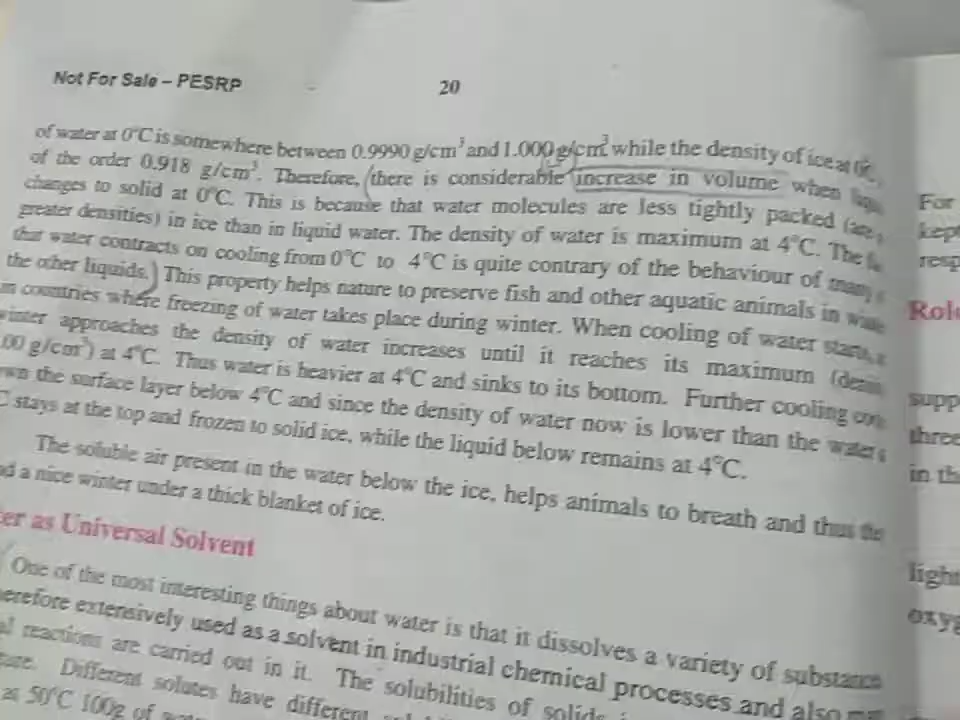 Not For Sale – PESRP
20
of water at 0°C is somewhere between 0.9990 g/cm³ and 1.000 g/cm³ while the density of ice at
of the order 0.918 g/cm³. Therefore, there is considerable increase in volume when
changes to solid at 0°C. This is because that water molecules are less tightly packed
greater densities) in ice than in liquid water. The density of water is maximum at 4°C. The
that water contracts on cooling from 0°C to 4°C is quite contrary of the behaviour of many
the other liquids. This property helps nature to preserve fish and other aquatic animals in
countries where freezing of water takes place during winter. When cooling of water starts,
winter approaches the density of water increases until it reaches its maximum
00 g/cm³) at 4°C. Thus water is heavier at 4°C and sinks to its bottom. Further cooling
the surface layer below 4°C and since the density of water now is lower than the water
C stays at the top and frozen to solid ice, while the liquid below remains at 4°C.
The soluble air present in the water below the ice, helps animals to breath and thus
a nice winter under a thick blanket of ice.
as Universal Solvent
One of the most interesting things about water is that it dissolves a variety of
extensively used as a solvent in industrial chemical processes and also
reactions are carried out in it. The solubilities of solids
Different solutes have different
at 50°C 100g of
For
kept
resp
supp
three
in
light